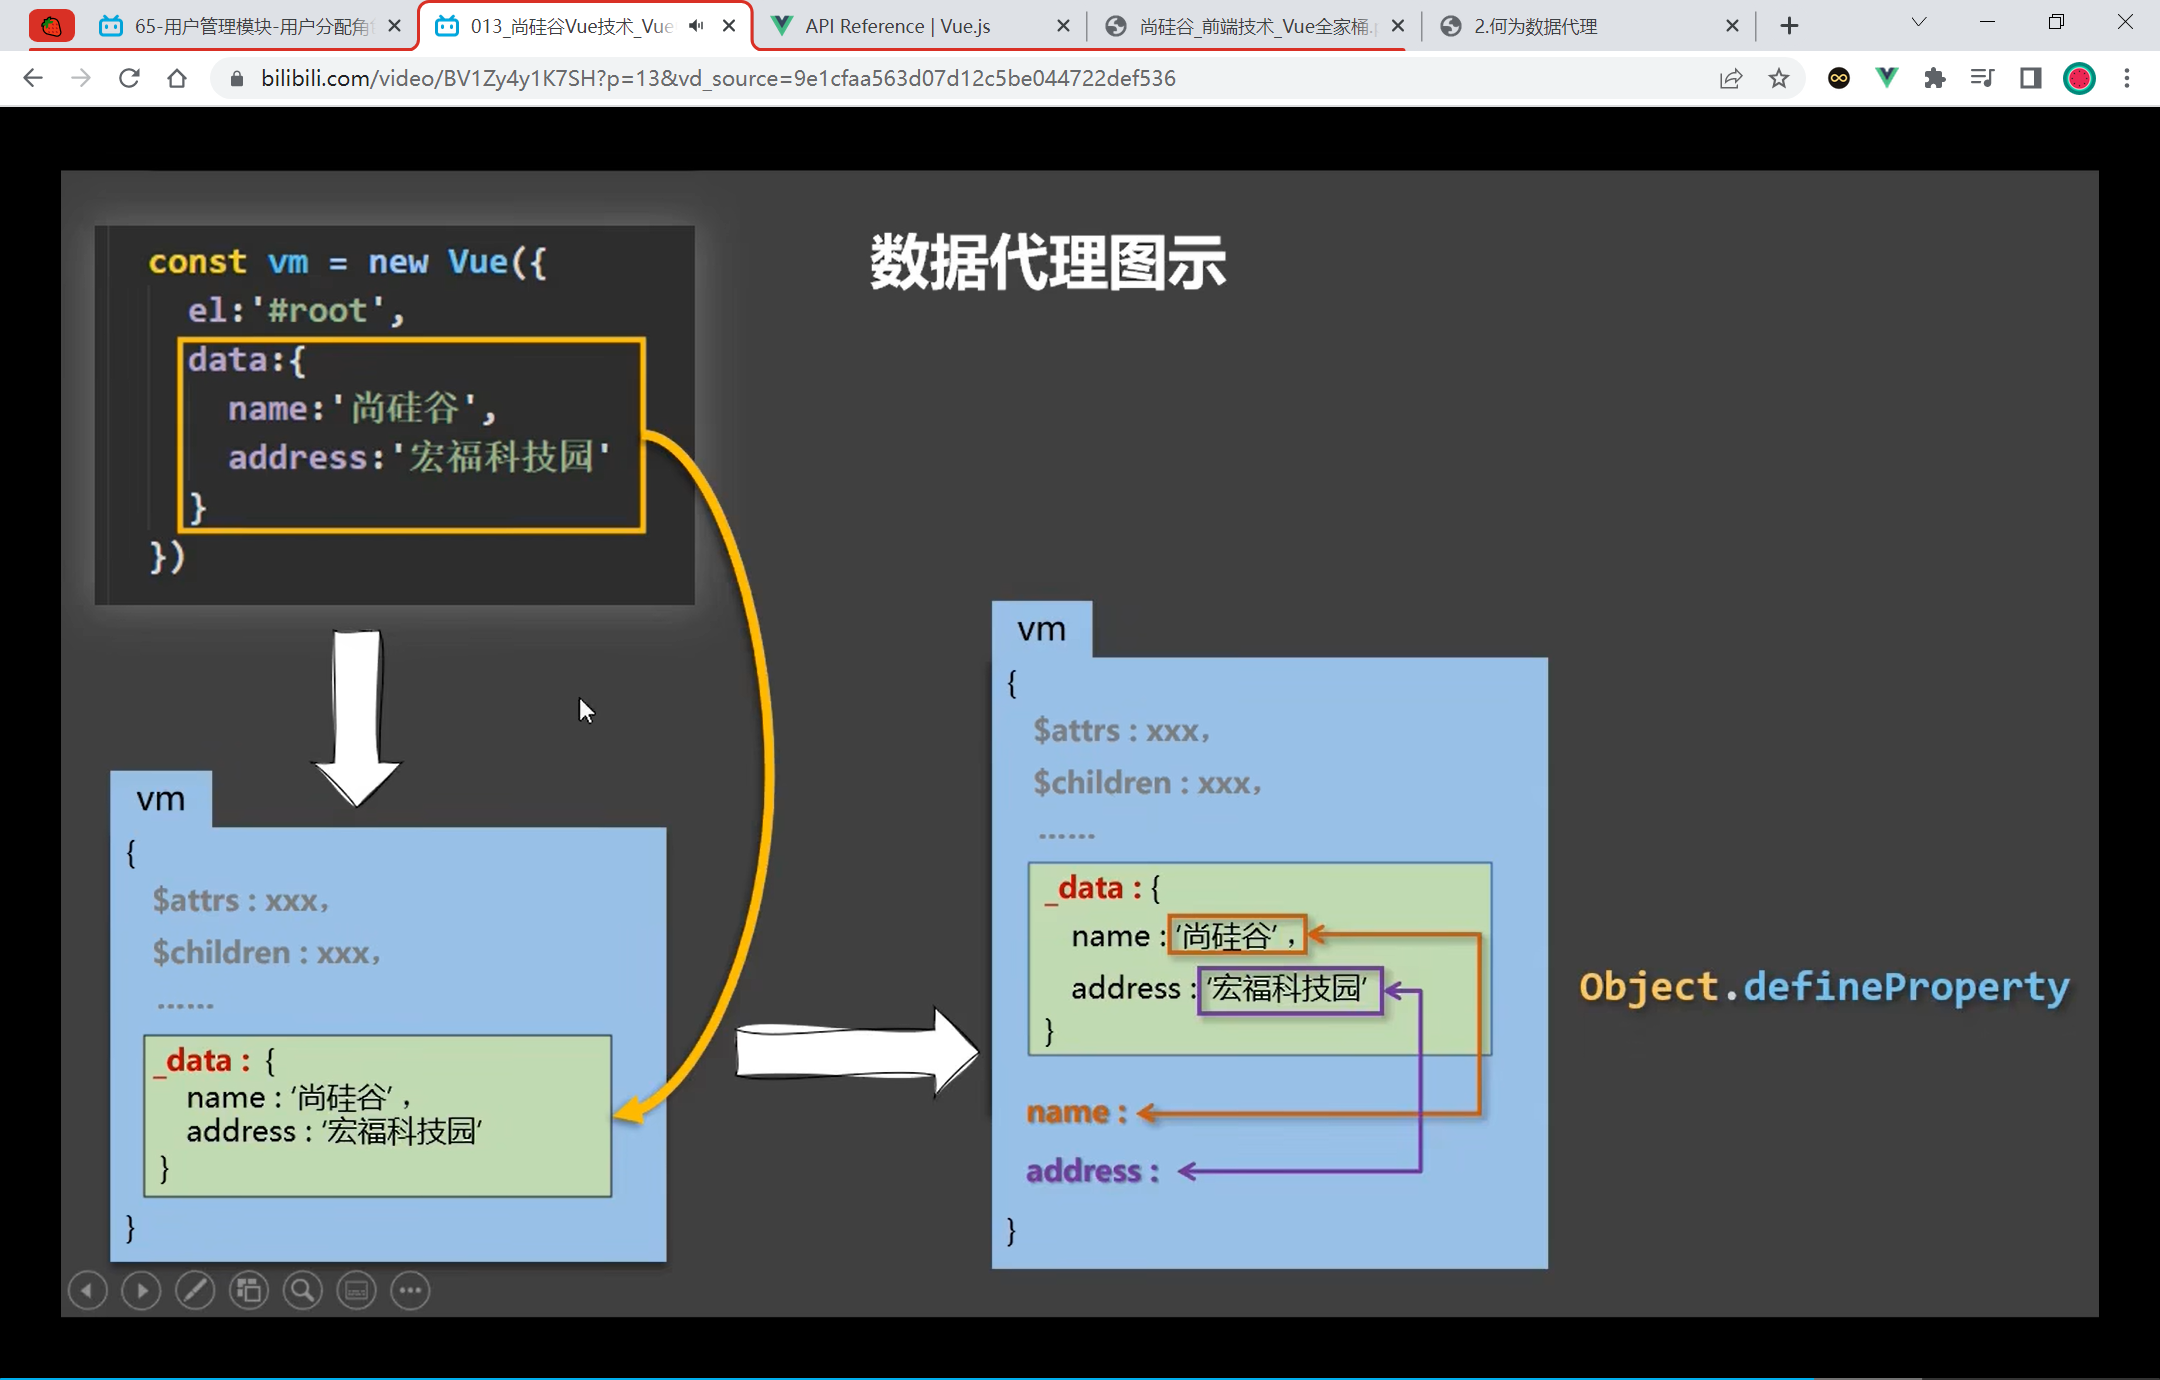 65-用户管理模块-用户分配角
013_尚硅谷Vue技术_Vue
API Reference | Vue.js
尚硅谷_前端技术_Vue全家桶.
2.何为数据代理
bilibili.com/video/BV1Zy4y1K7SH?p=13&vd_source=9e1cfaa563d07d12c5be044722def536
数据代理图示
const vm = new Vue({
el:'#root',
data:{
name:'尚硅谷',
address:'宏福科技园'
}
})
vm
{
$attrs : xxx，
$children : xxx，
......
_data : {
name : ‘尚硅谷’ ，
address : ‘宏福科技园’
}
}
vm
{
$attrs : xxx，
$children : xxx，
......
_data : {
name : ‘尚硅谷’ ，
address : ‘宏福科技园’
}
name :
address :
}
Object.defineProperty